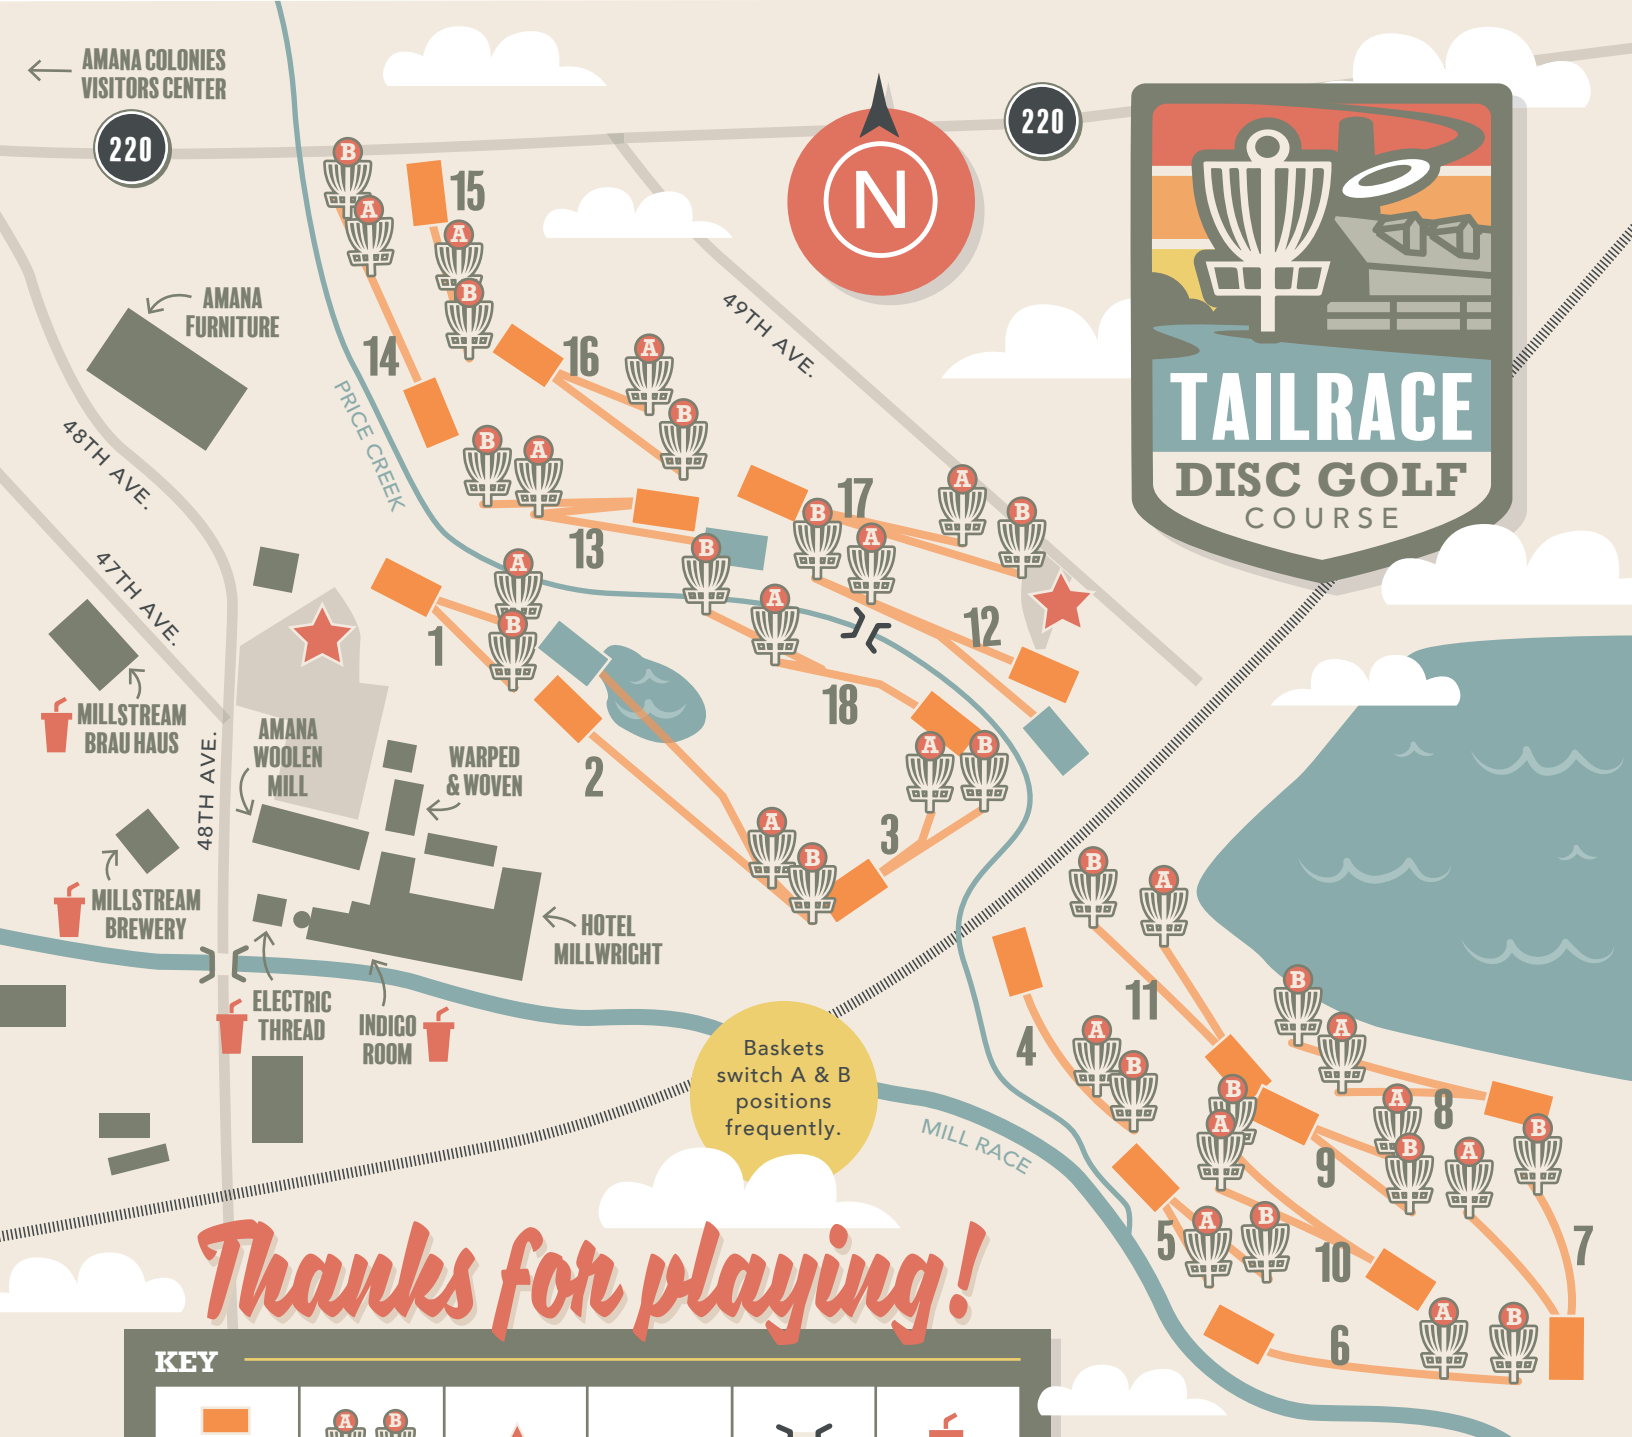 AMANA COLONIES
VISITORS CENTER
220
220
B
A
15
A
B
N
TAILRACE
DISC GOLF
COURSE
AMANA
FURNITURE
14
16
A
B
49TH AVE.
PRICE CREEK
48TH AVE.
47TH AVE.
B
A
13
17
A
B
B
A
B
A
12
18
1
A
B
2
A
B
3
A
B
MILLSTREAM
BRAU HAUS
AMANA
WOOLEN
MILL
WARPED
& WOVEN
48TH AVE.
MILLSTREAM
BREWERY
HOTEL
MILLWRIGHT
ELECTRIC
THREAD
INDIGO
ROOM
Baskets
switch A & B
positions
frequently.
MILL RACE
B
A
11
4
A
B
B
A
8
B
A
A
B
9
A
B
7
5
A
B
10
6
A
B
Thanks for playing!
KEY
A
B